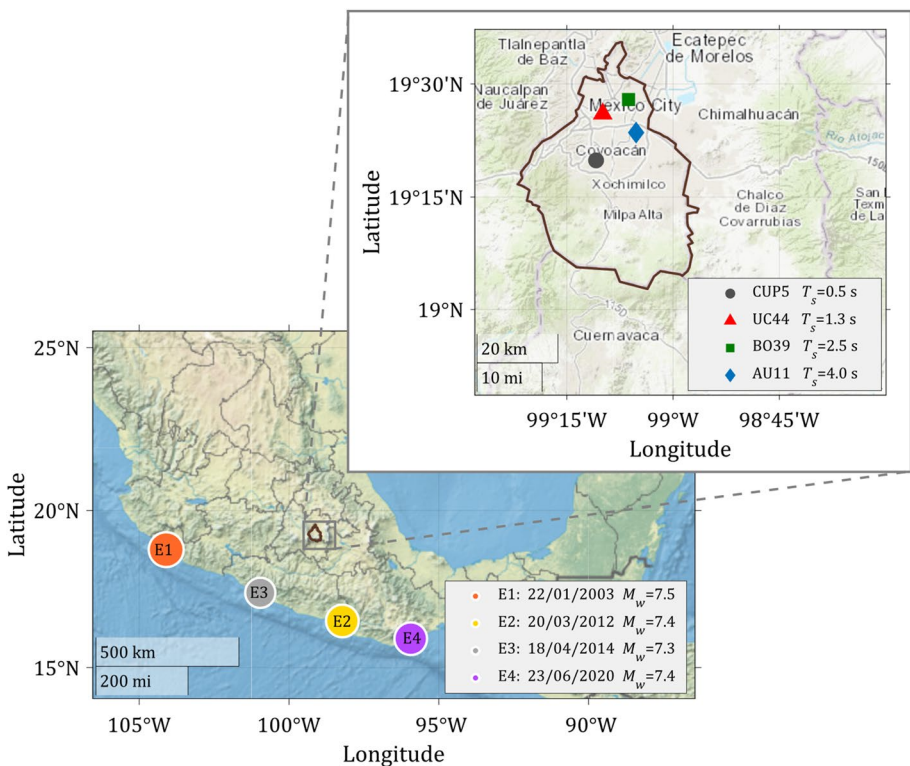 Tlalnepantla
de Baz
Ecatepec
de Morelos
19°30'N
Naucalpan
de Juárez
Mexico City
Chimalhuacán
Río Atojac
150D
Coyoacán
Latitude
19°15'N
Xochimilco
Milpa Alta
Chalco
de Díaz
Covarrubias
San L
Texm
de La
19°N
115D
Cuernavaca
CUP5 Ts=0.5 s
UC44 Ts=1.3 s
BO39 Ts=2.5 s
AU11 Ts=4.0 s
20 km
10 mi
99°15'W 99°W 98°45'W
Longitude
25°N
Latitude
20°N
E1
E3
E2
E4
E1: 22/01/2003 Mw=7.5
E2: 20/03/2012 Mw=7.4
E3: 18/04/2014 Mw=7.3
E4: 23/06/2020 Mw=7.4
500 km
200 mi
15°N
105°W 100°W 95°W 90°W
Longitude